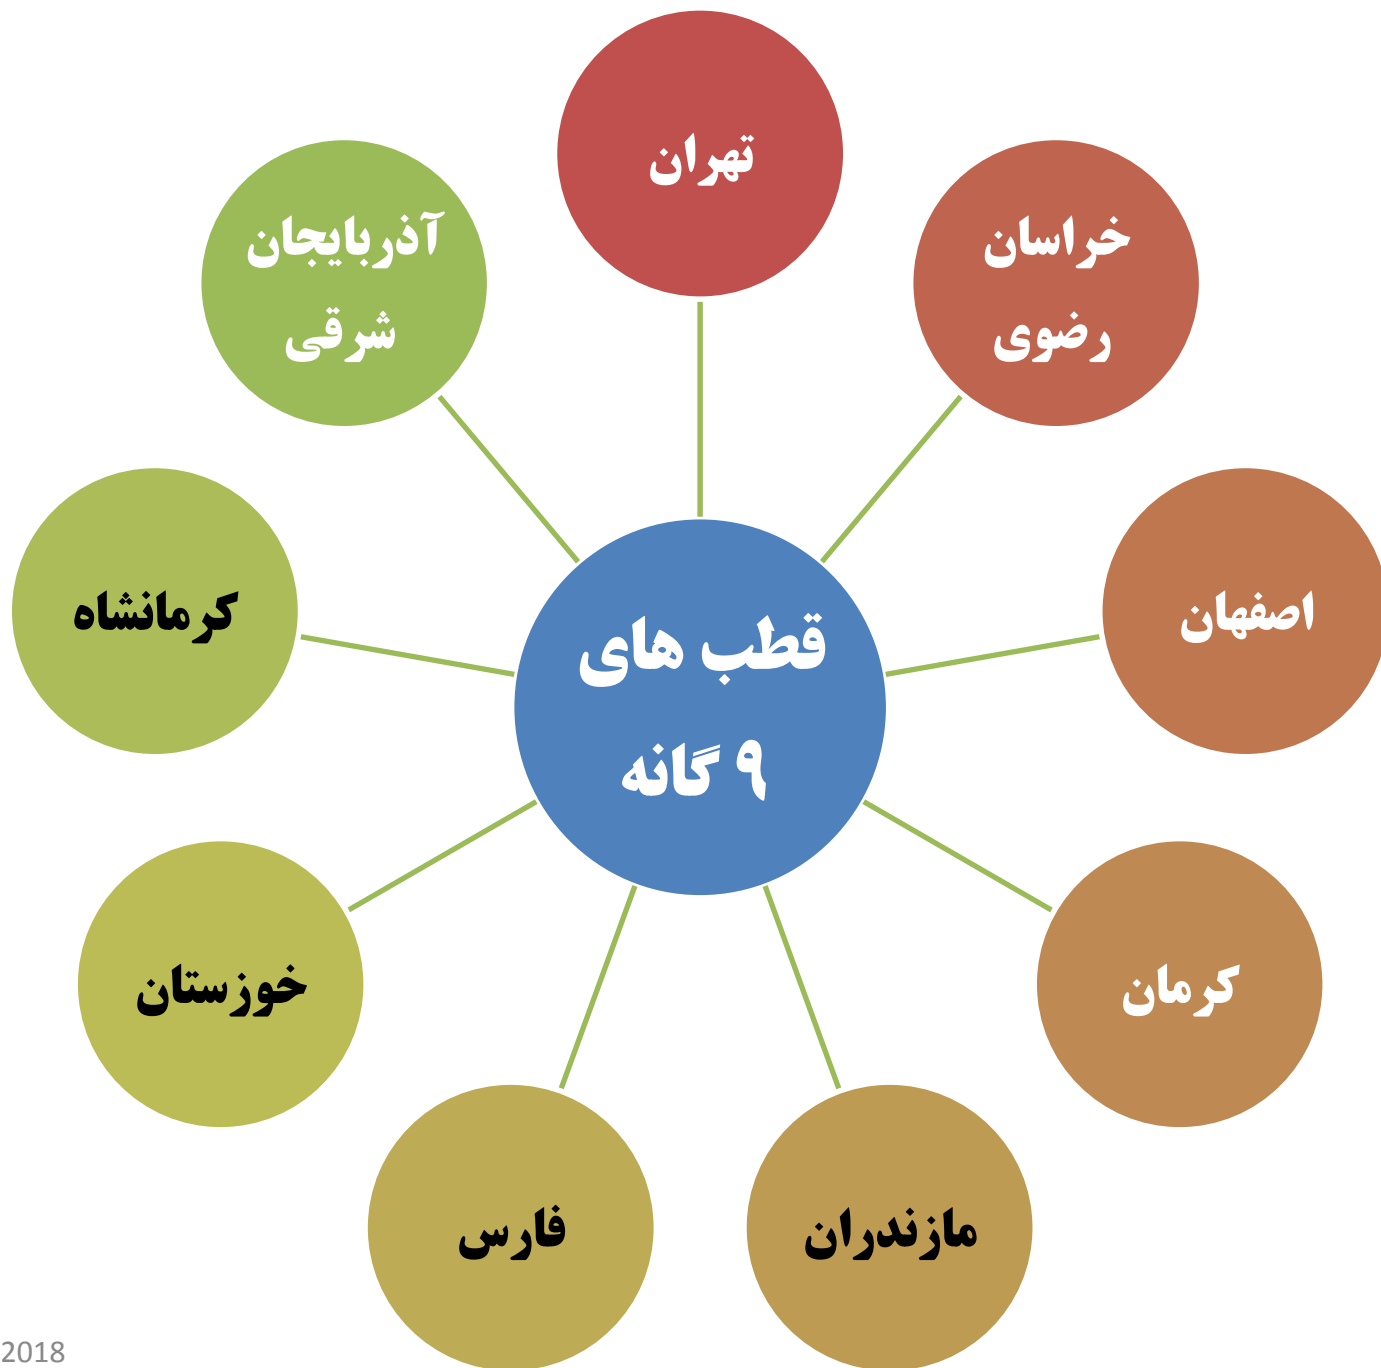 تهران
خراسان
رضوی
اصفهان
کرمان
مازندران
فارس
خوزستان
کرمانشاه
آذربایجان
شرقی
قطب های
۹ گانه
2018